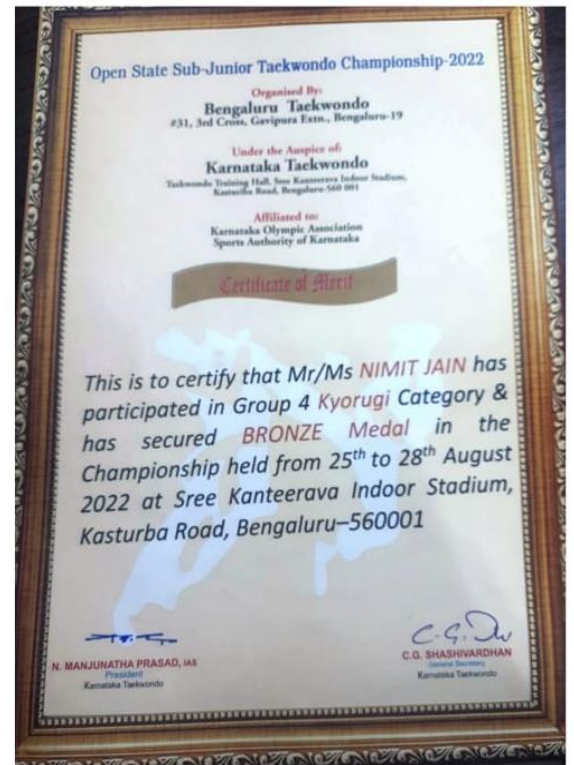 Open State Sub-Junior Taekwondo Championship-2022
Organised By:
Bengaluru Taekwondo
#31, 3rd Cross, Gavipura Extn., Bengaluru-19
Under the Auspice of:
Karnataka Taekwondo
Taekwondo Training Hall, Sree Kanteerava Indoor Stadium,
Kasturiba Road, Bengaluru-560 001
Affiliated to:
Karnataka Olympic Association
Sports Authority of Karnataka
Certificate of Merit
This is to certify that Mr/Ms NIMIT JAIN has
participated in Group 4 Kyorugi Category &
has secured BRONZE Medal in the
Championship held from 25th to 28th August
2022 at Sree Kanteerava Indoor Stadium,
Kasturba Road, Bengaluru–560001
C.G.
N. MANJUNATHA PRASAD, IAS
President
Karnataka Taekwondo
C.G. SHASHIVARDHAN
General Secretary
Karnataka Taekwondo